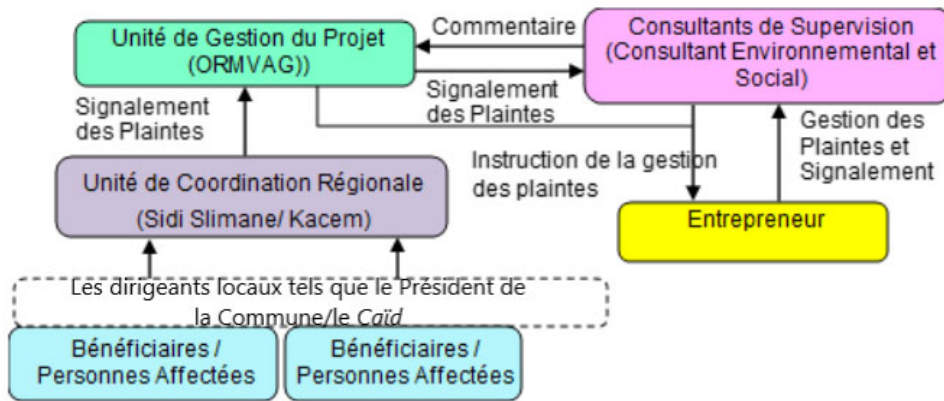 Unité de Gestion du Projet
(ORMVAG))
Commentaire
Consultants de Supervision
(Consultant Environnemental et
Social)
Signalement
des Plaintes
Signalement
des Plaintes
Gestion des
Plaintes et
Signalement
Instruction de la gestion
des plaintes
Unité de Coordination Régionale
(Sidi Slimane/ Kacem)
Entrepreneur
Les dirigeants locaux tels que le Président de
la Commune/le Caïd
Bénéficiaires /
Personnes Affectées
Bénéficiaires /
Personnes Affectées